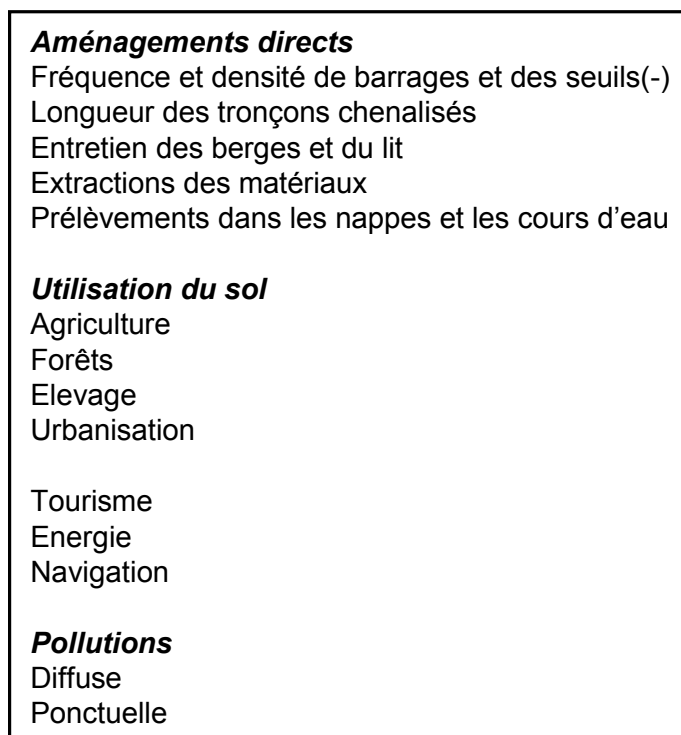 Aménagements directs
Fréquence et densité de barrages et des seuils(-)
Longueur des tronçons chenalisés
Entretien des berges et du lit
Extractions des matériaux
Prélèvements dans les nappes et les cours d’eau
Utilisation du sol
Agriculture
Forêts
Elevage
Urbanisation
Tourisme
Energie
Navigation
Pollutions
Diffuse
Ponctuelle